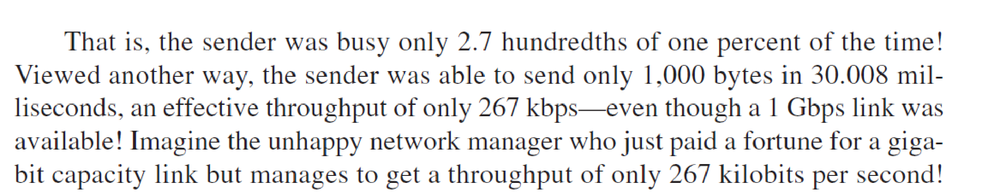 That is, the sender was busy only 2.7 hundredths of one percent of the time!
Viewed another way, the sender was able to send only 1,000 bytes in 30.008 mil-
liseconds, an effective throughput of only 267 kbps—even though a 1 Gbps link was
available! Imagine the unhappy network manager who just paid a fortune for a giga-
bit capacity link but manages to get a throughput of only 267 kilobits per second!